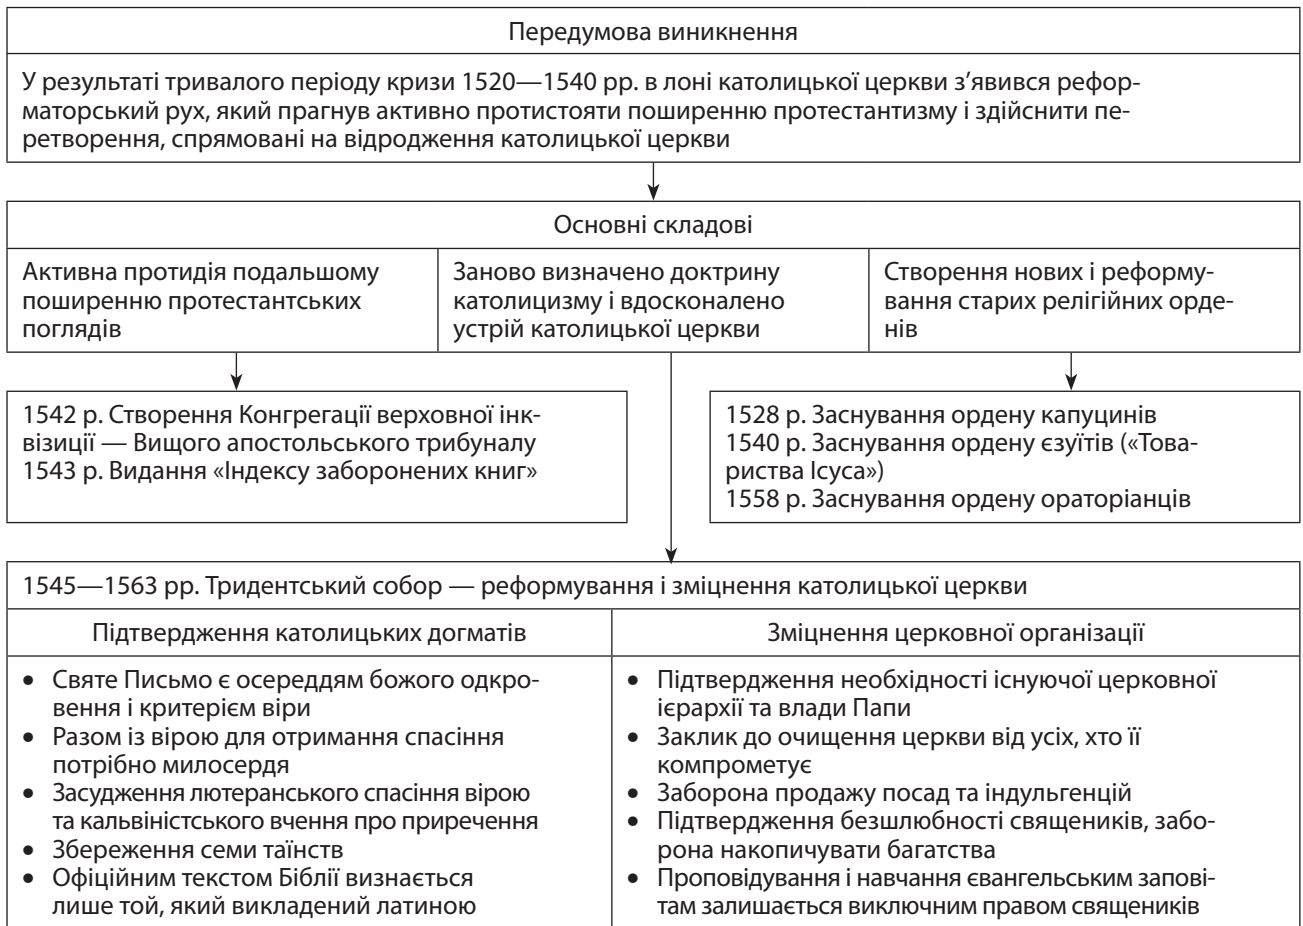 Передумова виникнення
У результаті тривалого періоду кризи 1520—1540 рр. в лоні католицької церкви з’явився рефор-
маторський рух, який прагнув активно протистояти поширенню протестантизму і здійснити пе-
ретворення, спрямовані на відродження католицької церкви
Основні складові
Активна протидія подальшому
поширенню протестантських
поглядів
Заново визначено доктрину
католицизму і вдосконалено
устрій католицької церкви
Створення нових і реформу-
вання старих релігійних орде-
нів
1542 р. Створення Конгрегації верховної інк-
візиції — Вищого апостольського трибуналу
1543 р. Видання «Індексу заборонених книг»
1528 р. Заснування ордену капуцинів
1540 р. Заснування ордену єзуїтів («Това-
риства Ісуса»)
1558 р. Заснування ордену ораторіанців
1545—1563 рр. Тридентський собор — реформування і зміцнення католицької церкви
Підтвердження католицьких догматів
• Святе Письмо є осереддям божого одкро-
вення і критерієм віри
• Разом із вірою для отримання спасіння
потрібно милосердя
• Засудження лютеранського спасіння вірою
та кальвіністського вчення про приречення
• Збереження семи таїнств
• Офіційним текстом Біблії визнається
лише той, який викладений латиною
Зміцнення церковної організації
• Підтвердження необхідності існуючої церковної
ієрархії та влади Папи
• Заклик до очищення церкви від усіх, хто її
компрометує
• Заборона продажу посад та індульгенцій
• Підтвердження безшлюбності священиків, забо-
рона накопичувати багатства
• Проповідування і навчання євангельським запові-
там залишається виключним правом священиків